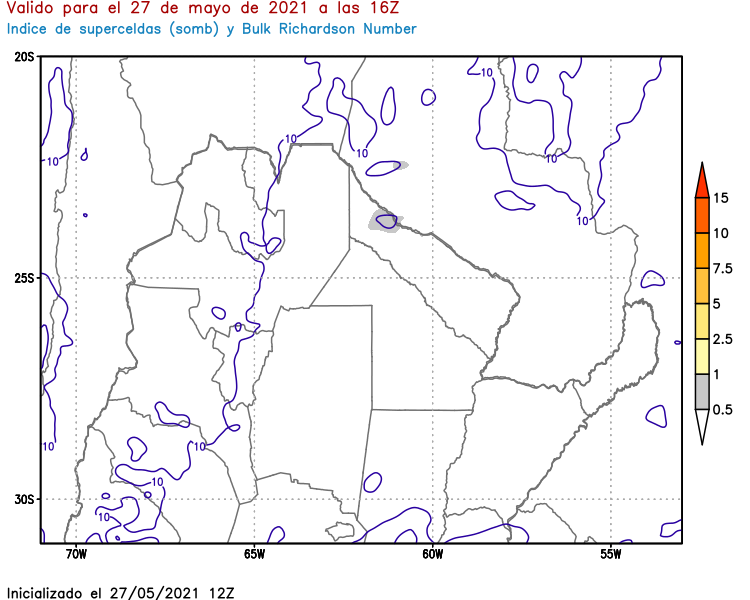 Valido para el 27 de mayo de 2021 a las 16Z
Indice de superceldas (somb) y Bulk Richardson Number
20S
25S
30S
70W
65W
60W
55W
10
10
10
10
10
10
10
10
10
10
15
10
7.5
5
2.5
1
0.5
Inicializado el 27/05/2021 12Z